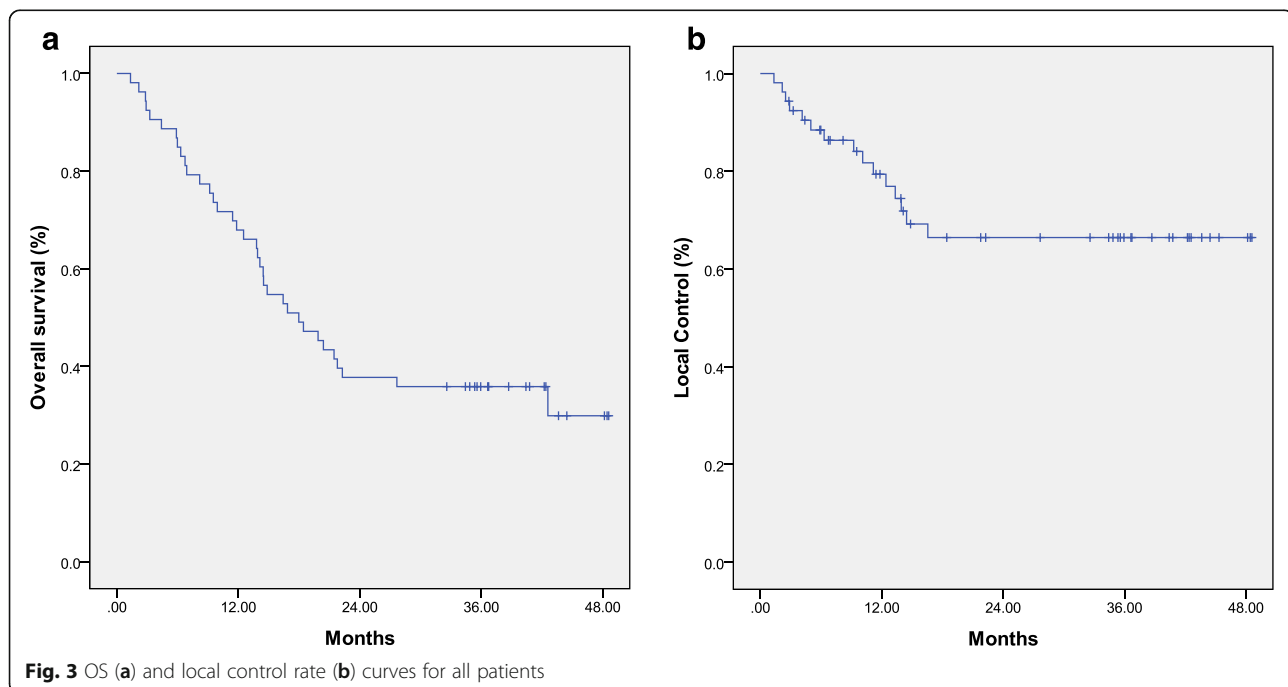 a
1.0
0.8
0.6
0.4
0.2
0.0
Overall survival (%)
.00 12.00 24.00 36.00 48.00
Months
b
1.0
0.8
0.6
0.4
0.2
0.0
Local Control (%)
.00 12.00 24.00 36.00 48.00
Months
Fig. 3 OS (a) and local control rate (b) curves for all patients